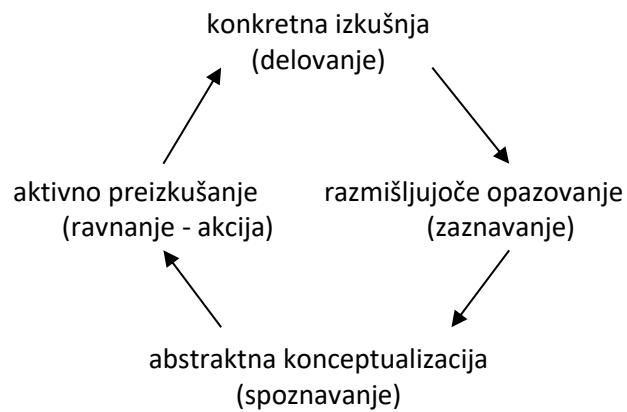 konkretna izkušnja
(delovanje)
aktivno preizkušanje
(ravnanje - akcija)
razmišljujoče opazovanje
(zaznavanje)
abstraktna konceptualizacija
(spoznavanje)